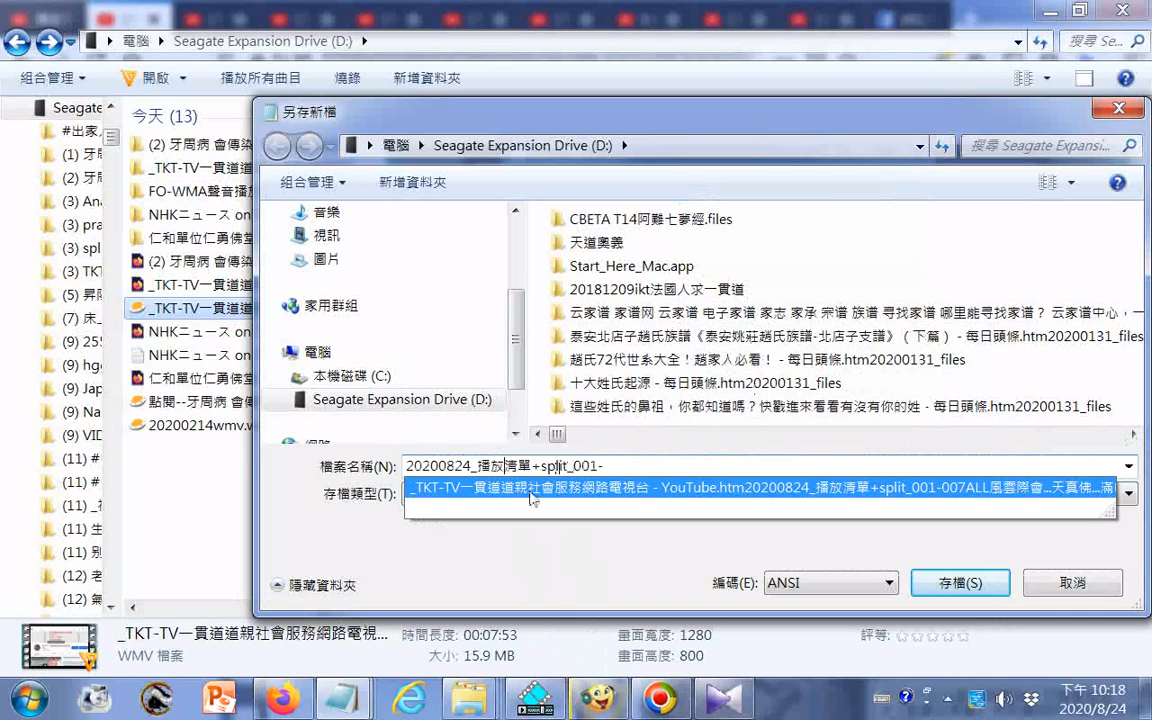 電腦 Seagate Expansion Drive (D:)
搜尋 Se...
組合管理 開啟 播放所有曲目 燒錄 新增資料夾
Seagate
#出家
(1) 牙
(2) 牙
(3) Ana
(3) pra
(3) spl
(3) TKT
(5) 昇
(7) 床_
(9) 255
(9) hgc
(9) Jap
(9) Na
(9) VID
(11) #
(11) _
(11) 生
(11) 别
(12) 老
(12) 氣
今天 (13)
(2) 牙周病 會傳染
_TKT-TV一貫道道
FO-WMA聲音播放
NHKニュース on
仁和單位仁勇佛堂
(2) 牙周病 會傳染
_TKT-TV一貫道道
_TKT-TV一貫道道
NHKニュース on
NHKニュース on
仁和單位仁勇佛堂
點閱--牙周病 會傳
20200214wmv.w
另存新檔
電腦 Seagate Expansion Drive (D:)
搜尋 Seagate Expansi...
組合管理 新增資料夾
音樂
視訊
圖片
家用群組
電腦
本機磁碟 (C:)
Seagate Expansion Drive (D:)
CBETA T14阿難七夢經.files
天道奧義
Start_Here_Mac.app
20181209ikt法國人求一貫道
云家谱 家谱网 云家谱 电子家谱 家志 家承 宗谱 族谱 寻找家谱 哪里能寻找家谱？ 云家谱中心，一
泰安北店子趙氏族譜《泰安姚莊趙氏族譜-北店子支譜》（下篇） - 每日頭條.htm20200131_files
趙氏72代世系大全！趙家人必看！ - 每日頭條.htm20200131_files
十大姓氏起源 - 每日頭條.htm20200131_files
這些姓氏的鼻祖，你都知道嗎？快戳進來看看有沒有你的姓 - 每日頭條.htm20200131_files
檔案名稱(N): 20200824_播放清單+split_001-
_TKT-TV一貫道道親社會服務網路電視台 - YouTube.htm20200824_播放清單+split_001-007ALL風雲際會...天真佛...滿
存檔類型(T):
隱藏資料夾 編碼(E): ANSI 存檔(S) 取消
_TKT-TV一貫道道親社會服務網路電視... 時間長度: 00:07:53 畫面寬度: 1280 評等:
WMV 檔案 大小: 15.9 MB 畫面高度: 800
下午 10:18
2020/8/24